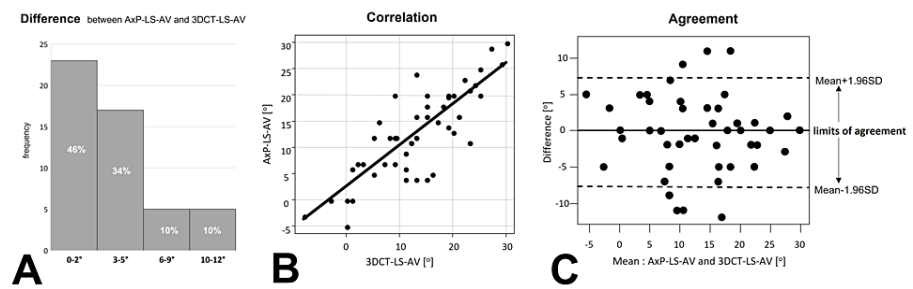 Difference between AxP-LS-AV and 3DCT-LS-AV
25
20
15
10
5
0
frequency
46%
34%
10%
10%
0-2°
3-5°
6-9°
10-12°
A
Correlation
30
25
20
15
10
5
0
-5
AxP-LS-AV [º]
0
10
20
30
3DCT-LS-AV [º]
B
Agreement
10
5
0
-5
-10
Difference [º]
Mean+1.96SD
limits of agreement
Mean-1.96SD
-5
0
5
10
15
20
25
30
Mean : AxP-LS-AV and 3DCT-LS-AV [º]
C